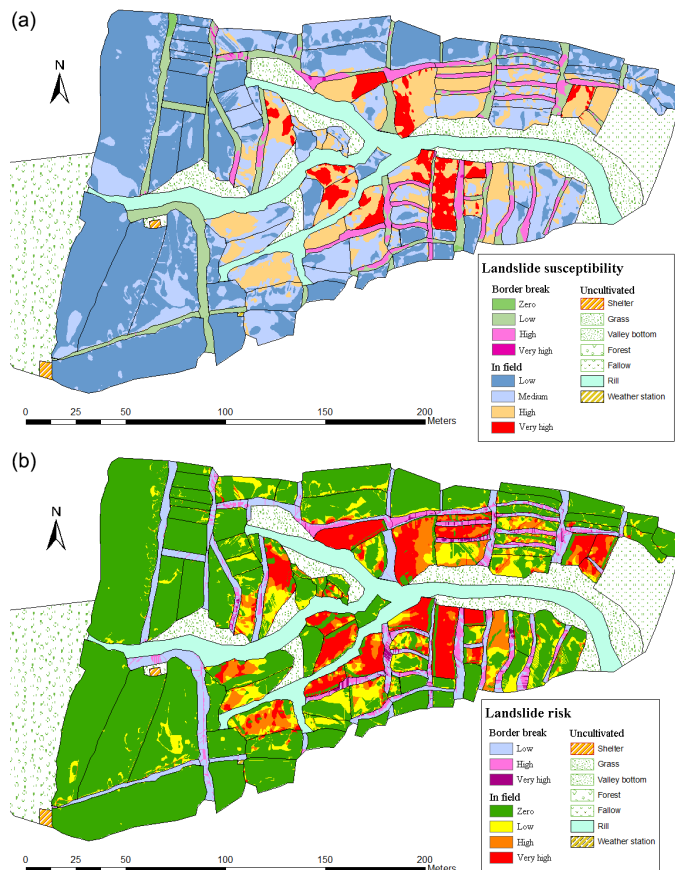 (a)
N
Landslide susceptibility
Border break
Zero
Low
High
Very high
In field
Low
Medium
High
Very high
Uncultivated
Shelter
Grass
Valley bottom
Forest
Fallow
Rill
Weather station
0 25 50 100 150 200
Meters
(b)
N
Landslide risk
Border break
Low
High
Very high
In field
Zero
Low
High
Very high
Uncultivated
Shelter
Grass
Valley bottom
Forest
Fallow
Rill
Weather station
0 12.5 25 50 100 150 200
Meters